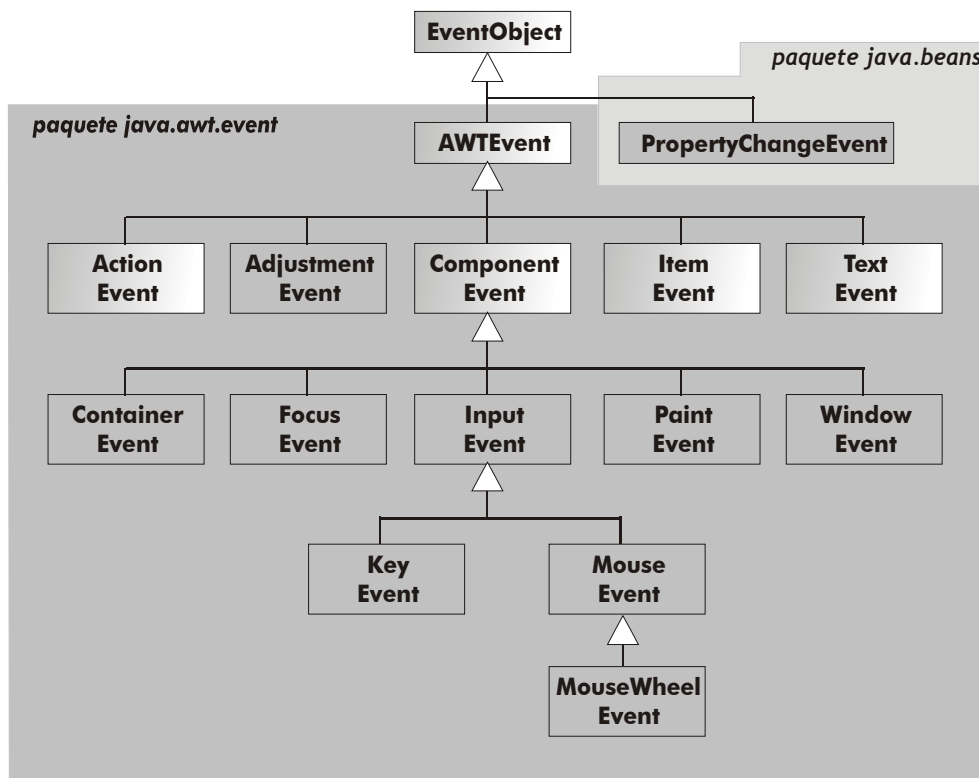 EventObject
paquete java.beans
paquete java.awt.event
AWTEvent
PropertyChangeEvent
Action
Event
Adjustment
Event
Component
Event
Item
Event
Text
Event
Container
Event
Focus
Event
Input
Event
Paint
Event
Window
Event
Key
Event
Mouse
Event
MouseWheel
Event